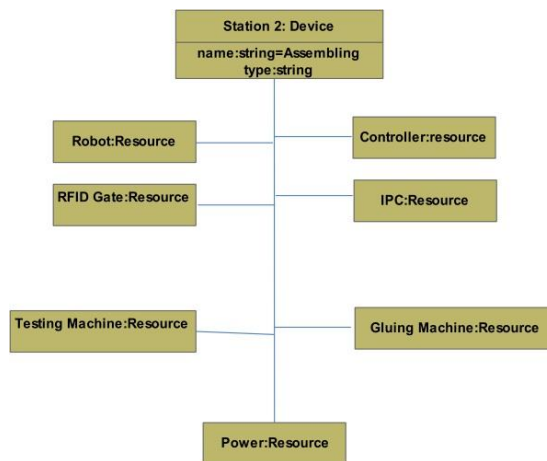 Station 2: Device
name:string=Assembling
type:string
Robot:Resource
Controller:resource
RFID Gate:Resource
IPC:Resource
Testing Machine:Resource
Gluing Machine:Resource
Power:Resource